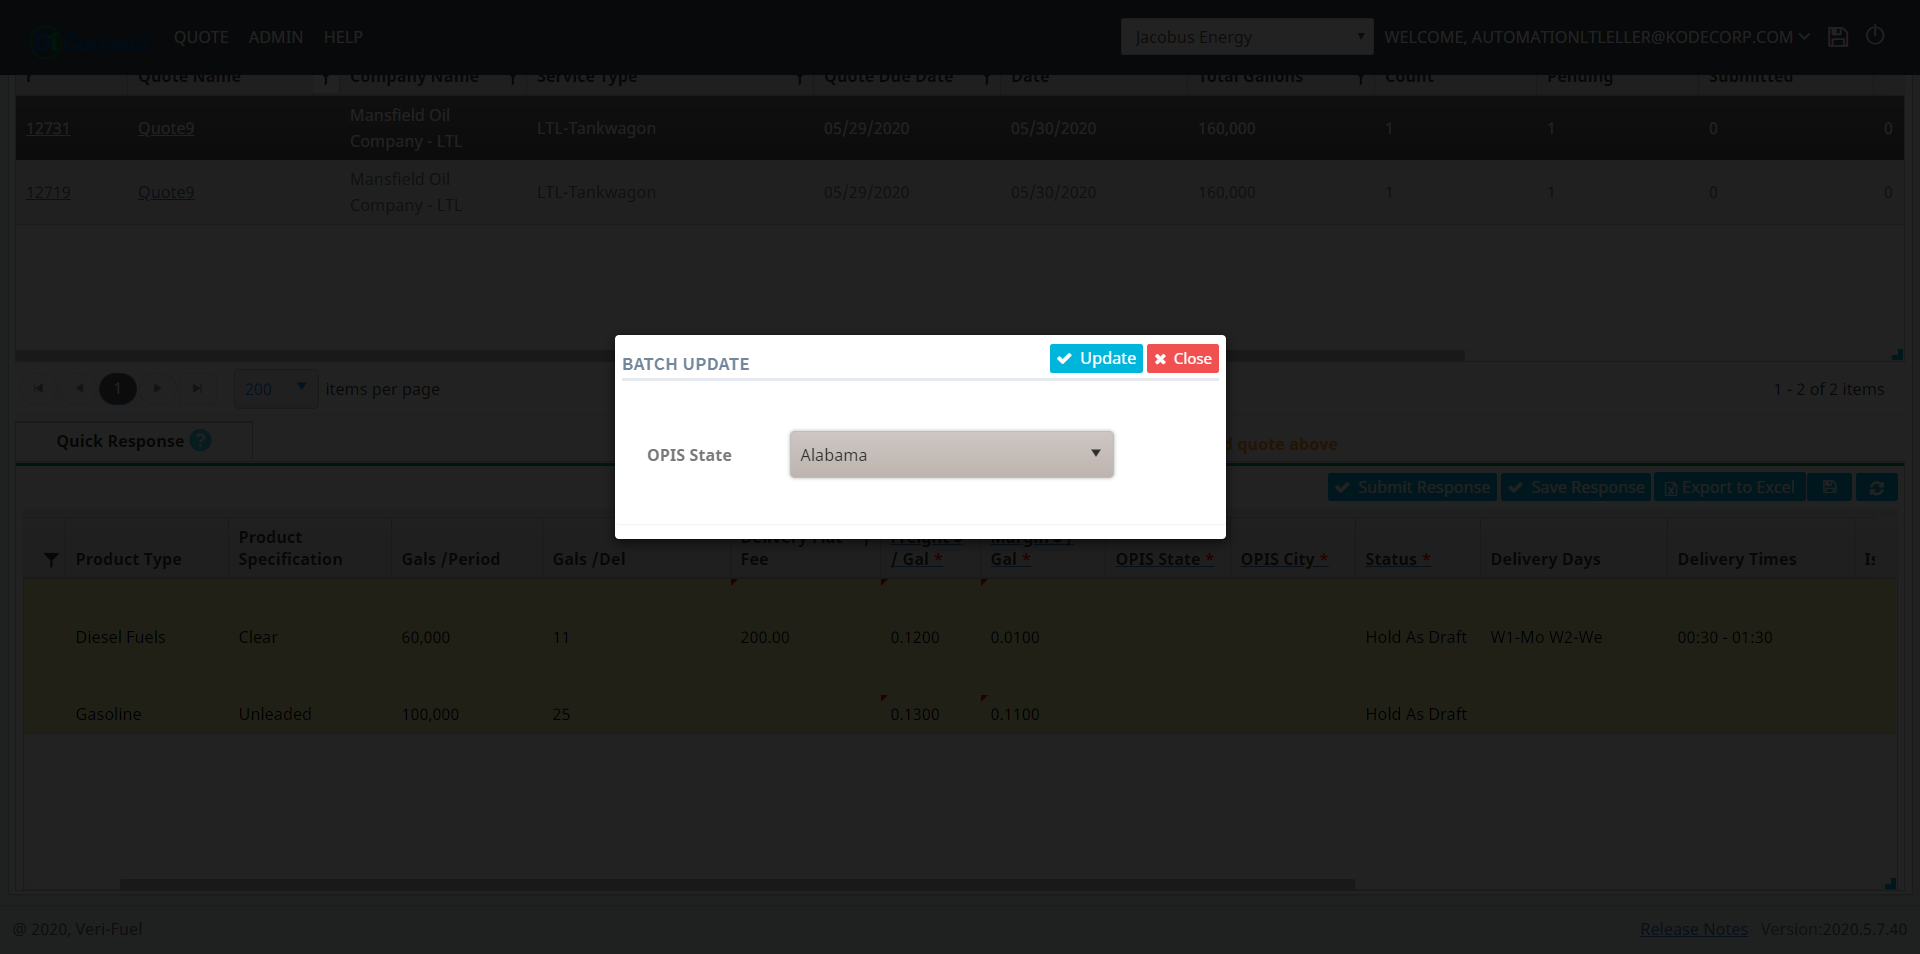 QUOTE ADMIN HELP Jacobus Energy WELCOME, AUTOMATIONLTLELLER@KODECORP.COM
Quote Name Company Name Service Type Quote Due Date Date Total Gallons Count Pending Submitted
12731 Quote9 Mansfield Oil Company - LTL LTL-Tankwagon 05/29/2020 05/30/2020 160,000 1 1 0 0
12719 Quote9 Mansfield Oil Company - LTL LTL-Tankwagon 05/29/2020 05/30/2020 160,000 1 1 0 0
BATCH UPDATE Update Close
OPIS State Alabama
1 200 items per page 1 - 2 of 2 items
Quick Response ? quote above
Submit Response Save Response Export to Excel
Product Type Product Specification Gals /Period Gals /Del Fee / Gal * Gal * OPIS State * OPIS City * Status * Delivery Days Delivery Times Is
Diesel Fuels Clear 60,000 11 200.00 0.1200 0.0100 Hold As Draft W1-Mo W2-We 00:30 - 01:30
Gasoline Unleaded 100,000 25 0.1300 0.1100 Hold As Draft
@ 2020, Veri-Fuel Release Notes Version:2020.5.7.40